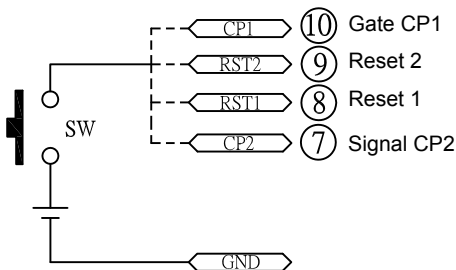 CP1 ⑩ Gate CP1
RST2 ⑨ Reset 2
RST1 ⑧ Reset 1
SW
CP2 ⑦ Signal CP2
GND